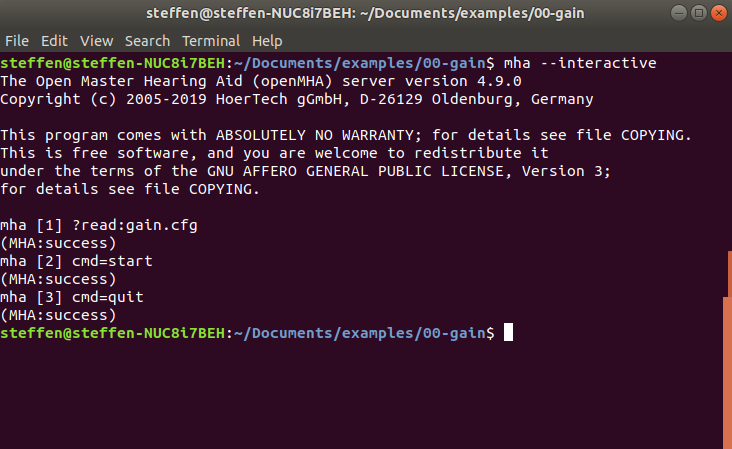 steffen@steffen-NUC8i7BEH: ~/Documents/examples/00-gain
File Edit View Search Terminal Help
steffen@steffen-NUC8i7BEH:~/Documents/examples/00-gain$ mha --interactive
The Open Master Hearing Aid (openMHA) server version 4.9.0
Copyright (c) 2005-2019 HoerTech gGmbH, D-26129 Oldenburg, Germany

This program comes with ABSOLUTELY NO WARRANTY; for details see file COPYING.
This is free software, and you are welcome to redistribute it
under the terms of the GNU AFFERO GENERAL PUBLIC LICENSE, Version 3;
for details see file COPYING.

mha [1] ?read:gain.cfg
(MHA:success)
mha [2] cmd=start
(MHA:success)
mha [3] cmd=quit
(MHA:success)
steffen@steffen-NUC8i7BEH:~/Documents/examples/00-gain$